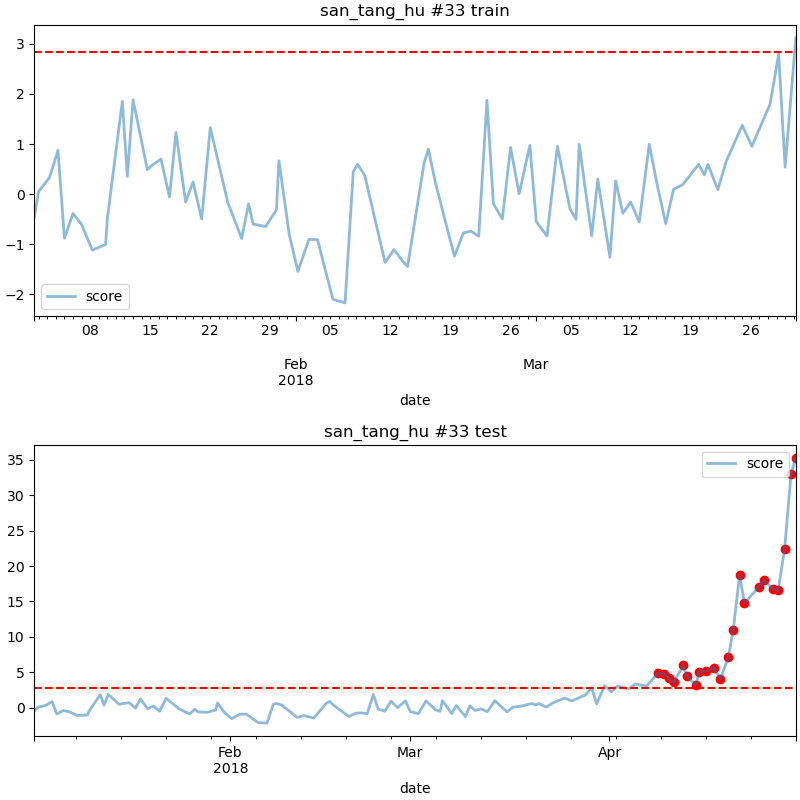 san_tang_hu #33 train
3
2
1
0
−1
−2
score
08 15 22 29 05 12 19 26 05 12 19 26
Feb Mar
2018
date
san_tang_hu #33 test
35
30
25
20
15
10
5
0
score
Feb Mar Apr
2018
date